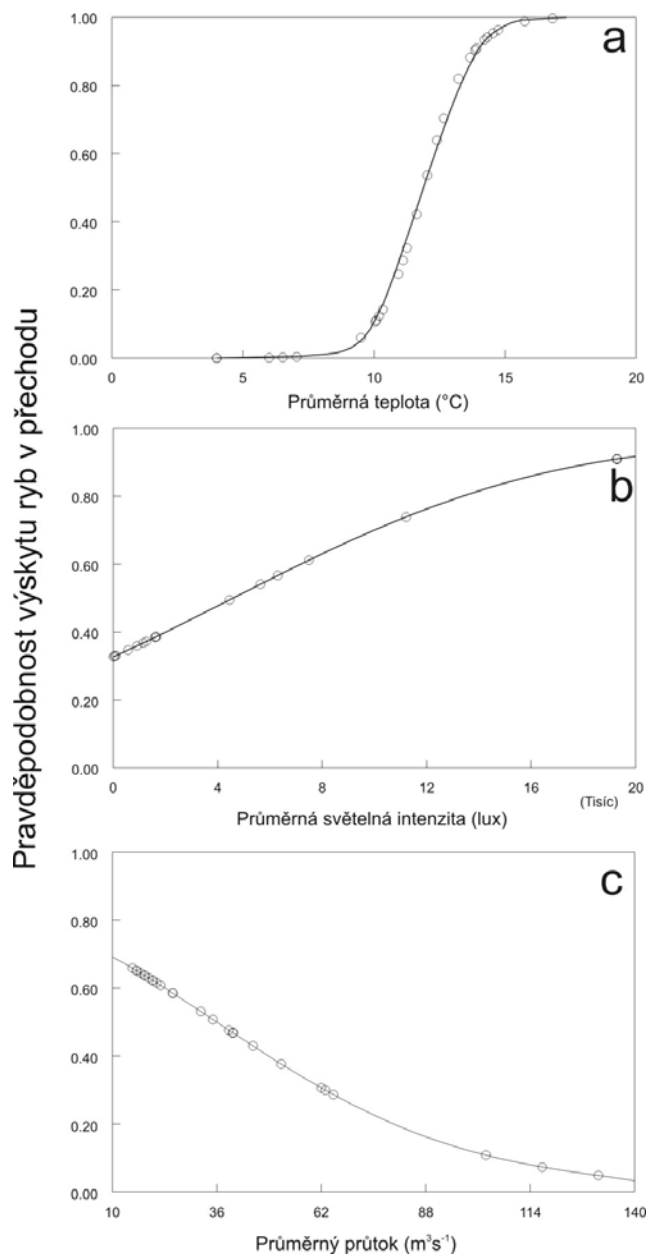 Pravděpodobnost výskytu ryb v přechodu
a
1.00
0.80
0.60
0.40
0.20
0.00
0 5 10 15 20
Průměrná teplota (°C)
b
1.00
0.80
0.60
0.40
0.20
0.00
0 4 8 12 16 20
(Tisíc)
Průměrná světelná intenzita (lux)
c
1.00
0.80
0.60
0.40
0.20
0.00
10 36 62 88 114 140
Průměrný průtok (m³s⁻¹)